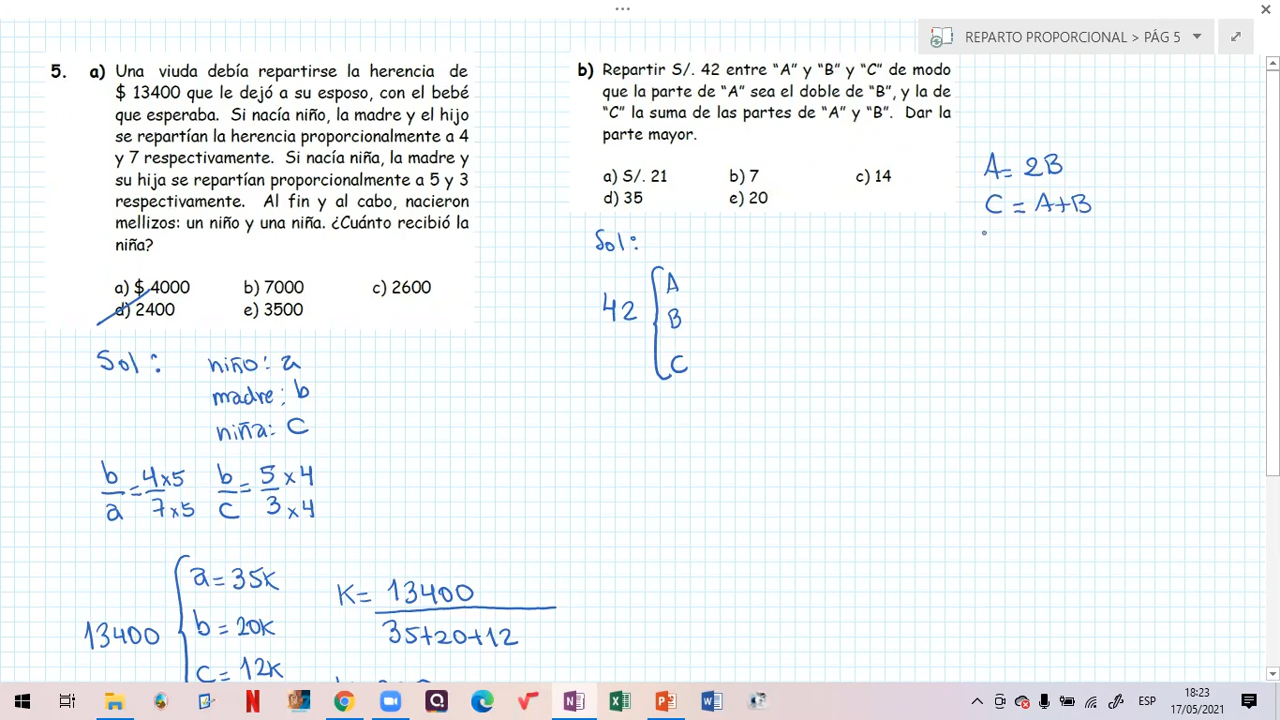 REPARTO PROPORCIONAL > PÁG 5
5. a) Una viuda debía repartirse la herencia de
$ 13400 que le dejó a su esposo, con el bebé
que esperaba. Si nacía niño, la madre y el hijo
se repartían la herencia proporcionalmente a 4
y 7 respectivamente. Si nacía niña, la madre y
su hija se repartían proporcionalmente a 5 y 3
respectivamente. Al fin y al cabo, nacieron
mellizos: un niño y una niña. ¿Cuánto recibió la
niña?
a) $ 4000 b) 7000 c) 2600
d) 2400 e) 3500
Sol: niño: a
madre: b
niña: c
b/a = 4x5/7x5 b/c = 5x4/3x4
13400 { a = 35K
b = 20K
c = 12K
K = 13400/35+20+12
b) Repartir S/. 42 entre "A" y "B" y "C" de modo
que la parte de "A" sea el doble de "B", y la de
"C" la suma de las partes de "A" y "B". Dar la
parte mayor.
a) S/. 21 b) 7 c) 14
d) 35 e) 20
A = 2B
C = A+B
Sol:
42 { A
B
C
ESP
18:23
17/05/2021